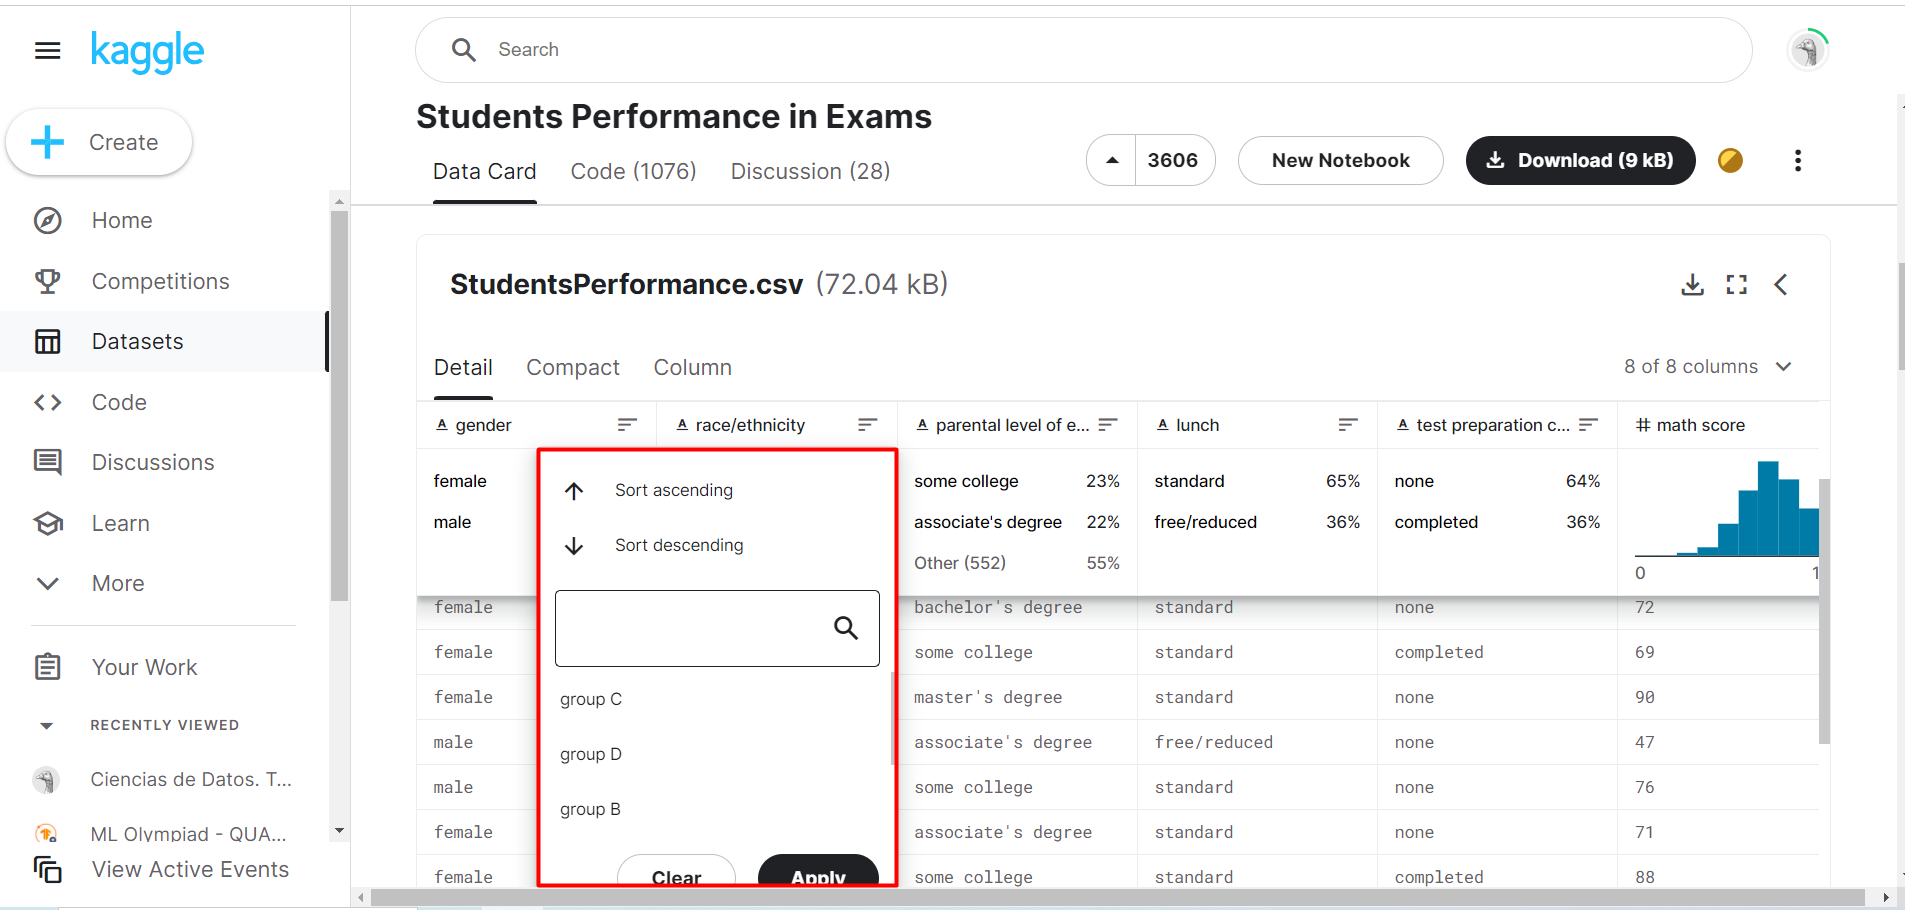 kaggle
Search
Create
Home
Competitions
Datasets
Code
Discussions
Learn
More
Your Work
RECENTLY VIEWED
Ciencias de Datos. T...
ML Olympiad - QUA...
View Active Events
Students Performance in Exams
Data Card Code (1076) Discussion (28)
3606 New Notebook Download (9 kB)
StudentsPerformance.csv (72.04 kB)
Detail Compact Column 8 of 8 columns
A gender A race/ethnicity A parental level of e... A lunch A test preparation c... # math score
female some college 23% standard 65% none 64%
male associate's degree 22% free/reduced 36% completed 36%
Other (552) 55%
0 1
Sort ascending
Sort descending
group C
group D
group B
Clear Apply
female bachelor's degree standard none 72
female some college standard completed 69
female master's degree standard none 90
male associate's degree free/reduced none 47
male some college standard none 76
female associate's degree standard none 71
female some college standard completed 88